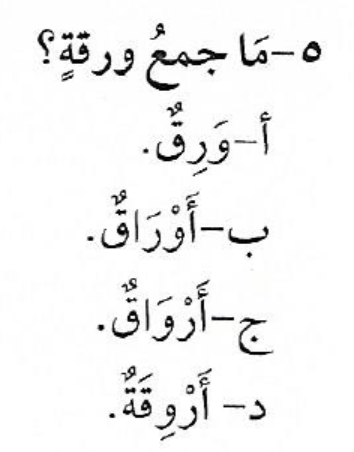 ٥-مَا جمعُ ورقةٍ؟
أ-وَرِقٌ.
ب-أَوْرَاقٌ.
ج-أَرْوَاقٌ.
د- أَرْوِقَةٌ.